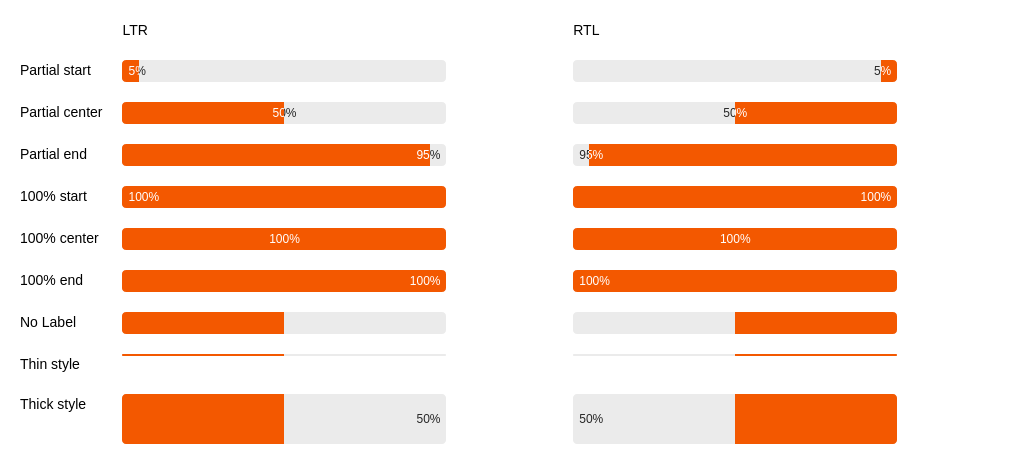 LTR RTL
Partial start 5% 5%
Partial center 50% 50%
Partial end 95% 95%
100% start 100% 100%
100% center 100% 100%
100% end 100% 100%
No Label
Thin style
Thick style 50% 50%